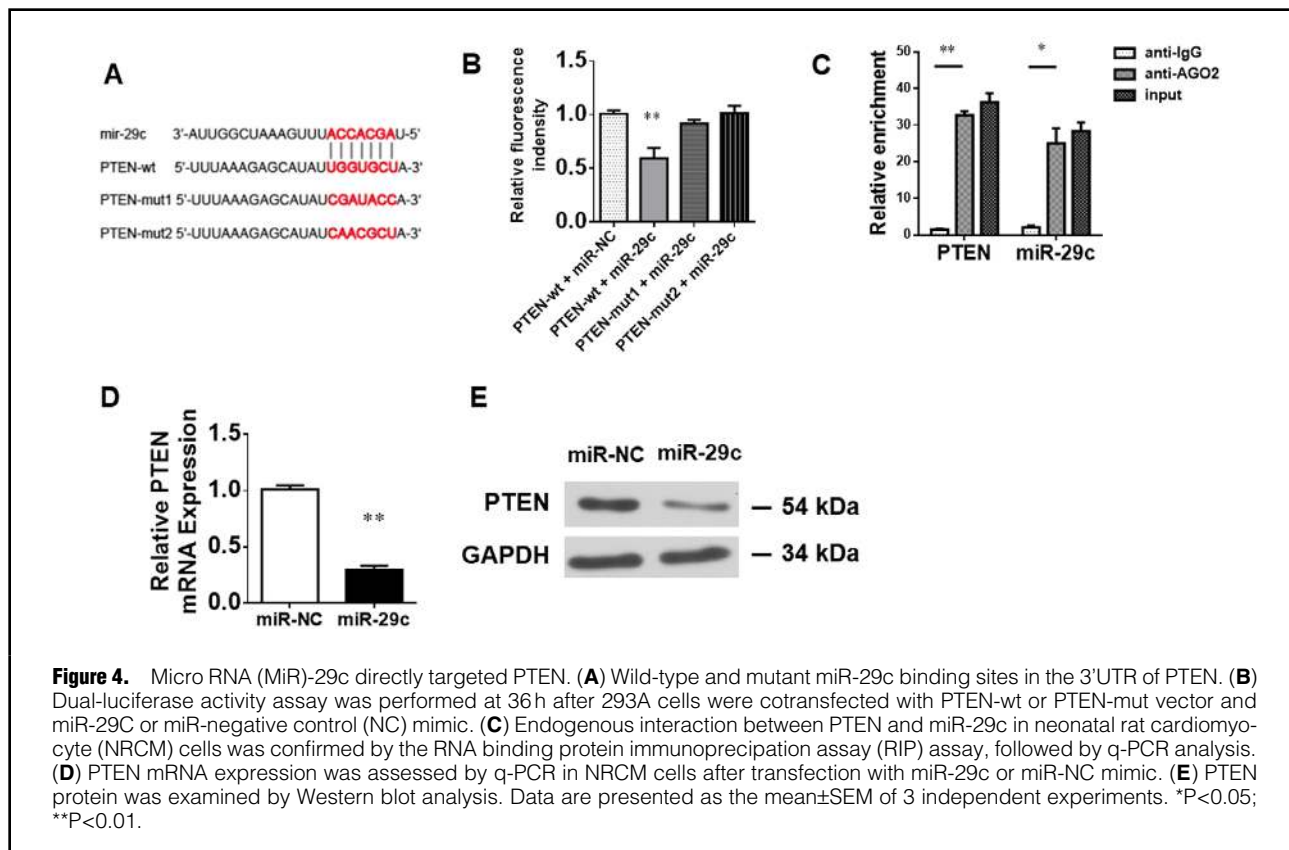 A
mir-29c 3'-AUUGGCUAAAGUUUACCACGAU-5'
PTEN-wt 5'-UUUAAAGAGCAUAUUGGUGCUA-3'
PTEN-mut1 5'-UUUAAAGAGCAUAUCGAUACCA-3'
PTEN-mut2 5'-UUUAAAGAGCAUAUCAACGCUA-3'
B
Relative fluorescence
indensity
1.5
1.0
0.5
0.0
**
PTEN-wt + miR-NC
PTEN-wt + miR-29c
PTEN-mut1 + miR-29c
PTEN-mut2 + miR-29c
C
Relative enrichment
50
40
30
20
10
0
**
*
PTEN
miR-29c
anti-IgG
anti-AGO2
input
D
Relative PTEN
mRNA Expression
1.5
1.0
0.5
0.0
**
miR-NC
miR-29c
E
miR-NC miR-29c
PTEN — 54 kDa
GAPDH — 34 kDa
Figure 4. Micro RNA (MiR)-29c directly targeted PTEN. (A) Wild-type and mutant miR-29c binding sites in the 3'UTR of PTEN. (B)
Dual-luciferase activity assay was performed at 36 h after 293A cells were cotransfected with PTEN-wt or PTEN-mut vector and
miR-29C or miR-negative control (NC) mimic. (C) Endogenous interaction between PTEN and miR-29c in neonatal rat cardiomyo-
cyte (NRCM) cells was confirmed by the RNA binding protein immunoprecipation assay (RIP) assay, followed by q-PCR analysis.
(D) PTEN mRNA expression was assessed by q-PCR in NRCM cells after transfection with miR-29c or miR-NC mimic. (E) PTEN
protein was examined by Western blot analysis. Data are presented as the mean±SEM of 3 independent experiments. *P<0.05;
**P<0.01.